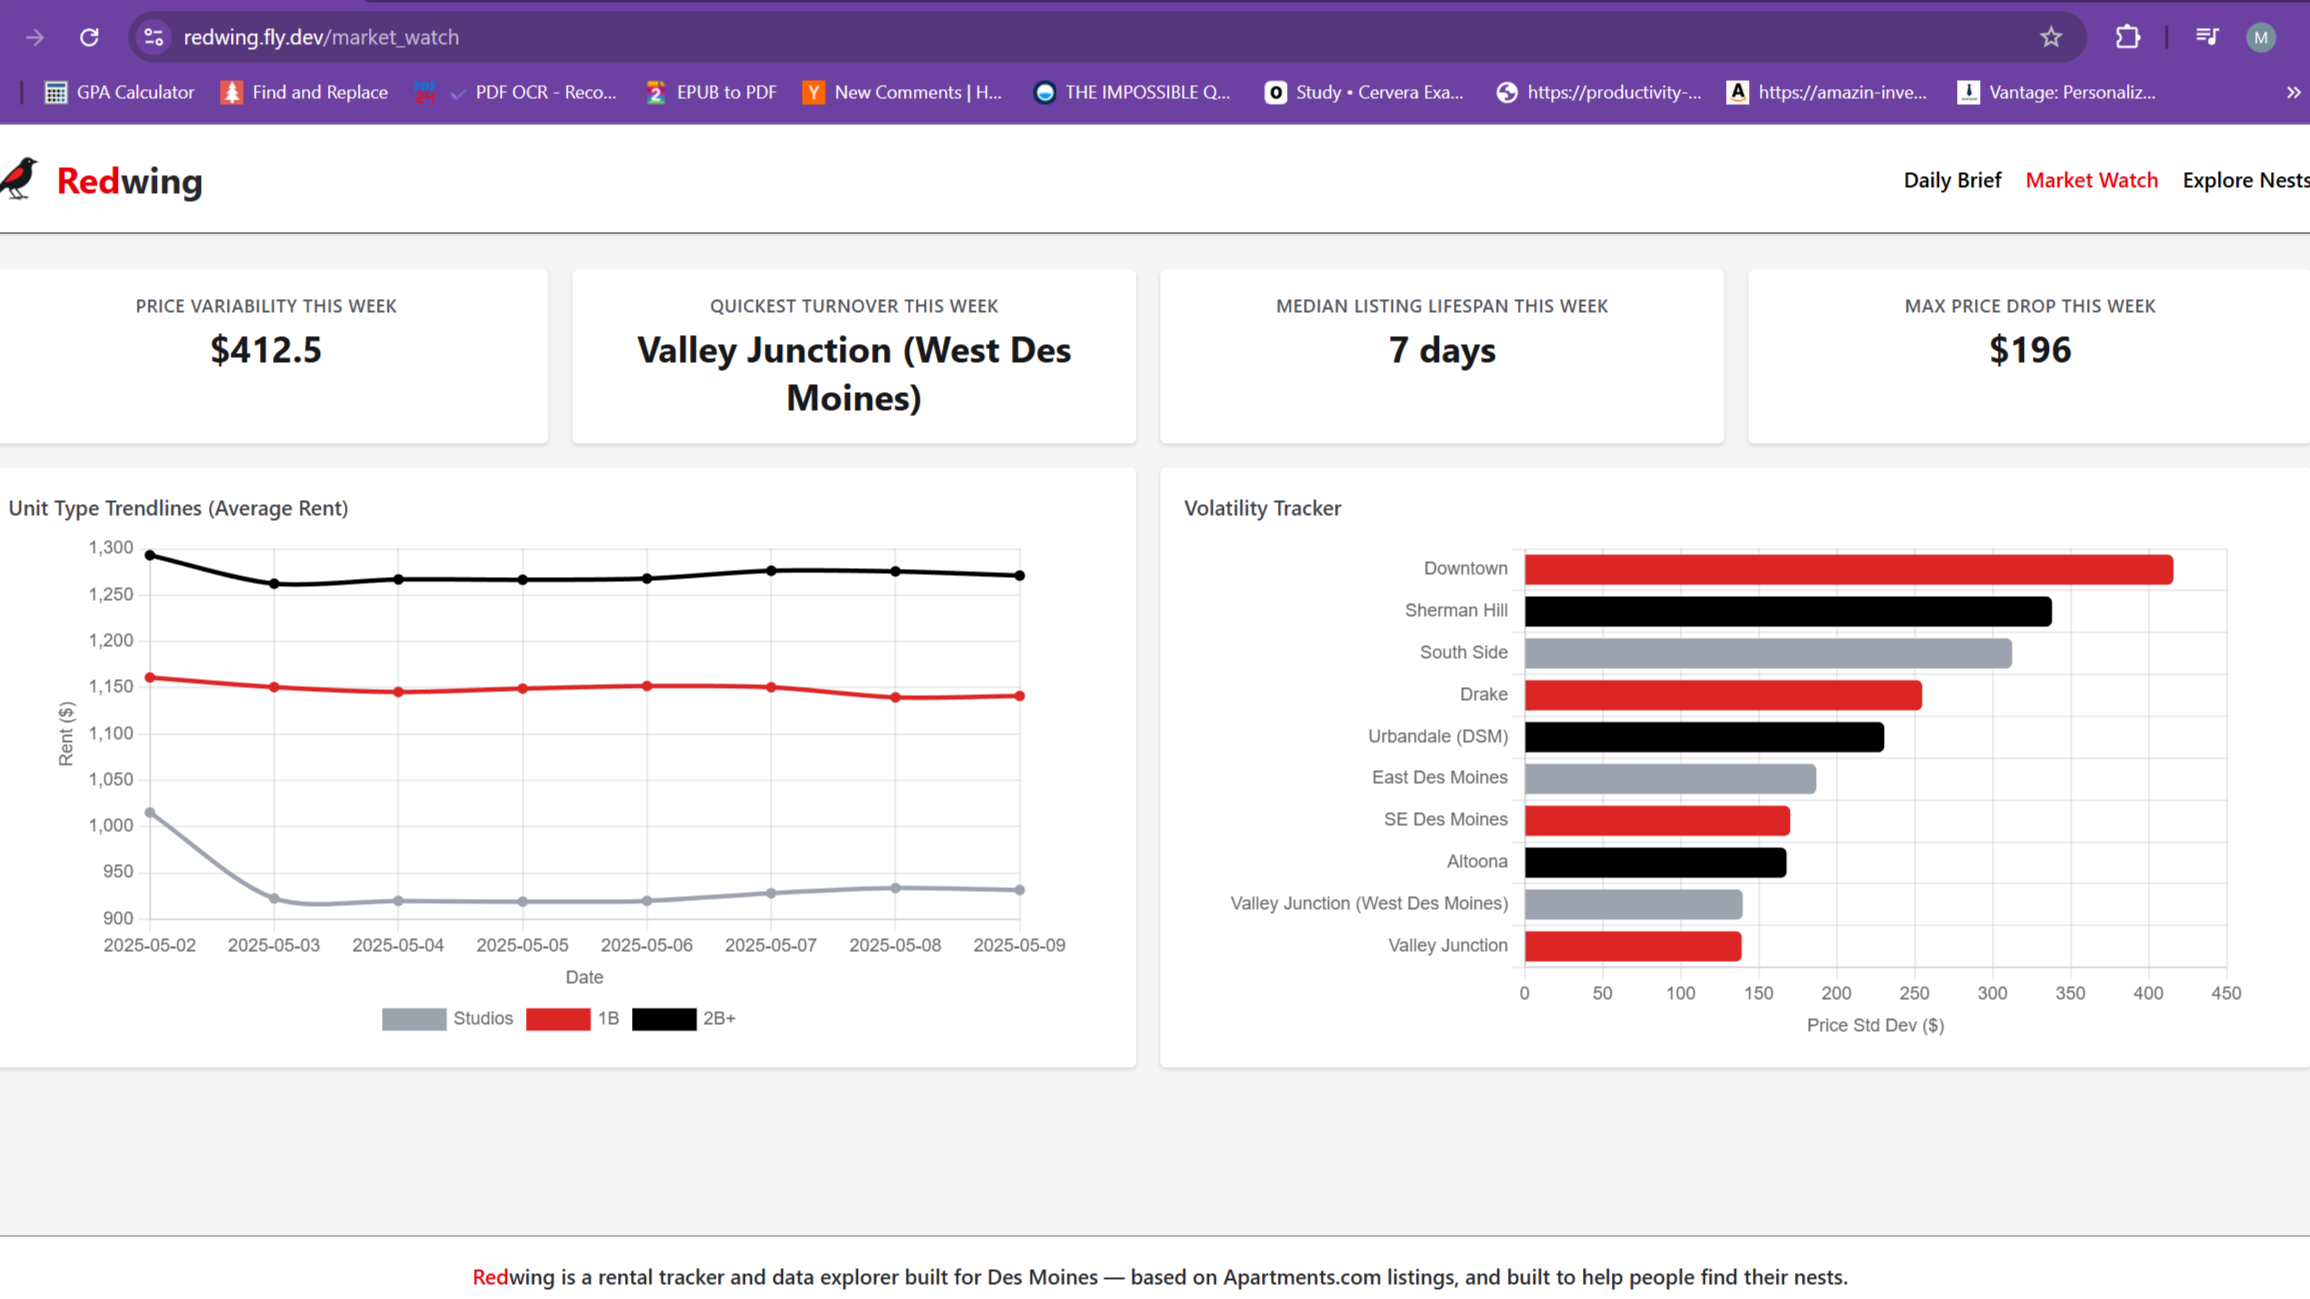 redwing.fly.dev/market_watch
M
GPA Calculator
Find and Replace
PDF 24
PDF OCR - Reco...
EPUB to PDF
New Comments | H...
THE IMPOSSIBLE Q...
Study • Cervera Exa...
https://productivity-...
https://amazin-inve...
Vantage: Personaliz...
Redwing
Daily Brief
Market Watch
Explore Nests
PRICE VARIABILITY THIS WEEK
$412.5
QUICKEST TURNOVER THIS WEEK
Valley Junction (West Des
Moines)
MEDIAN LISTING LIFESPAN THIS WEEK
7 days
MAX PRICE DROP THIS WEEK
$196
Unit Type Trendlines (Average Rent)
1,300
1,250
1,200
1,150
1,100
1,050
1,000
950
900
Rent ($)
2025-05-02 2025-05-03 2025-05-04 2025-05-05 2025-05-06 2025-05-07 2025-05-08 2025-05-09
Date
Studios 1B 2B+
Volatility Tracker
Downtown
Sherman Hill
South Side
Drake
Urbandale (DSM)
East Des Moines
SE Des Moines
Altoona
Valley Junction (West Des Moines)
Valley Junction
0 50 100 150 200 250 300 350 400 450
Price Std Dev ($)
Redwing is a rental tracker and data explorer built for Des Moines — based on Apartments.com listings, and built to help people find their nests.